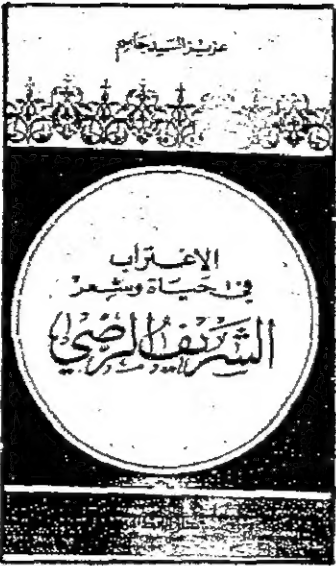 عزيز السيد جاسم
الاغتراب
في حياة وشعر
الشريف الرضي